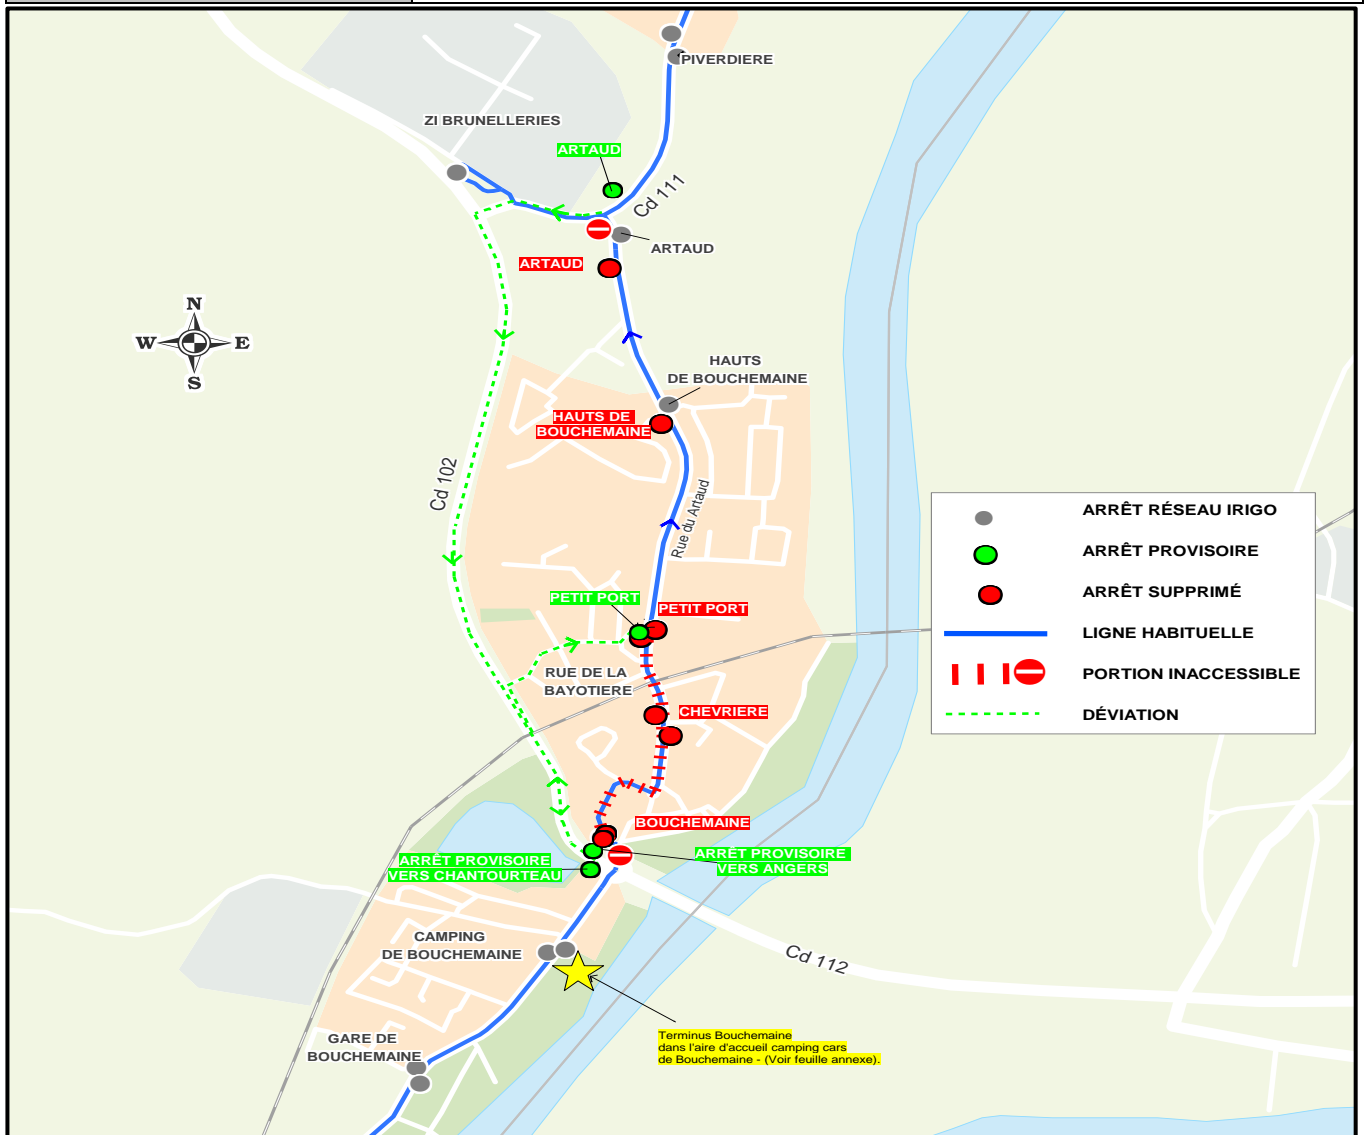 PIVERDIERE
ZI BRUNELLERIES
ARTAUD
Cd 111
ARTAUD
ARTAUD
N
W
E
S
HAUTS
DE BOUCHEMAINE
HAUTS DE
BOUCHEMAINE
Cd 102
Rue du Artaud
ARRÊT RÉSEAU IRIGO
ARRÊT PROVISOIRE
ARRÊT SUPPRIMÉ
LIGNE HABITUELLE
PORTION INACCESSIBLE
DÉVIATION
PETIT PORT
PETIT PORT
RUE DE LA
BAYOTIERE
CHEVRIERE
BOUCHEMAINE
ARRÊT PROVISOIRE
VERS CHANTOURTEAU
ARRÊT PROVISOIRE
VERS ANGERS
CAMPING
DE BOUCHEMAINE
Cd 112
GARE DE
BOUCHEMAINE
Terminus Bouchemaine
dans l'aire d'accueil camping cars
de Bouchemaine - (Voir feuille annexe).